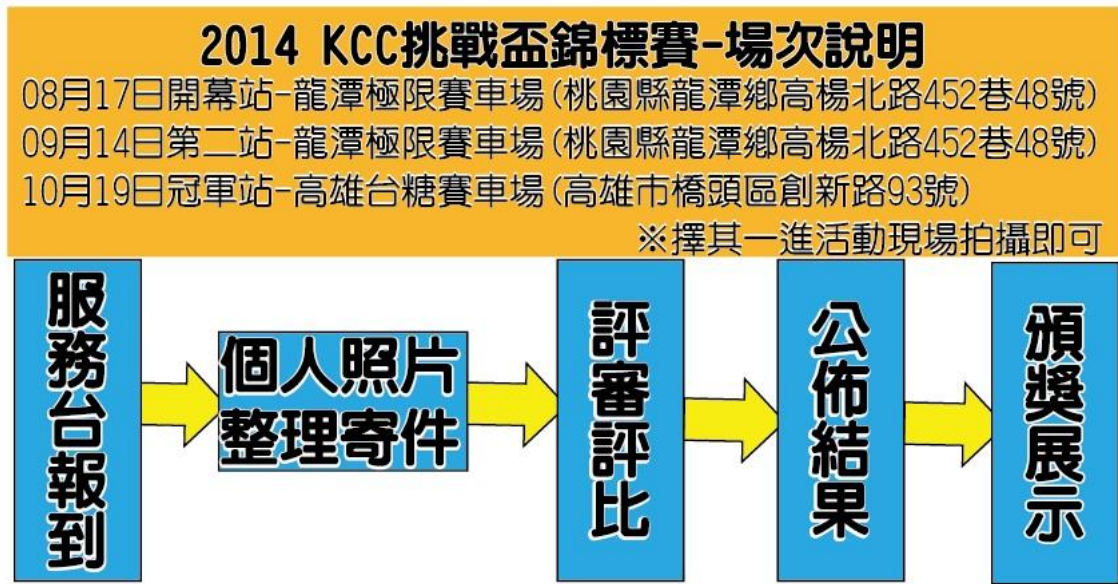 2014 KCC挑戰盃錦標賽-場次說明
08月17日開幕站-龍潭極限賽車場(桃園縣龍潭鄉高楊北路452巷48號)
09月14日第二站-龍潭極限賽車場(桃園縣龍潭鄉高楊北路452巷48號)
10月19日冠軍站-高雄台糖賽車場(高雄市橋頭區創新路93號)
※擇其一進活動現場拍攝即可
服務台報到
個人照片
整理寄件
評審評比
公佈結果
頒獎展示